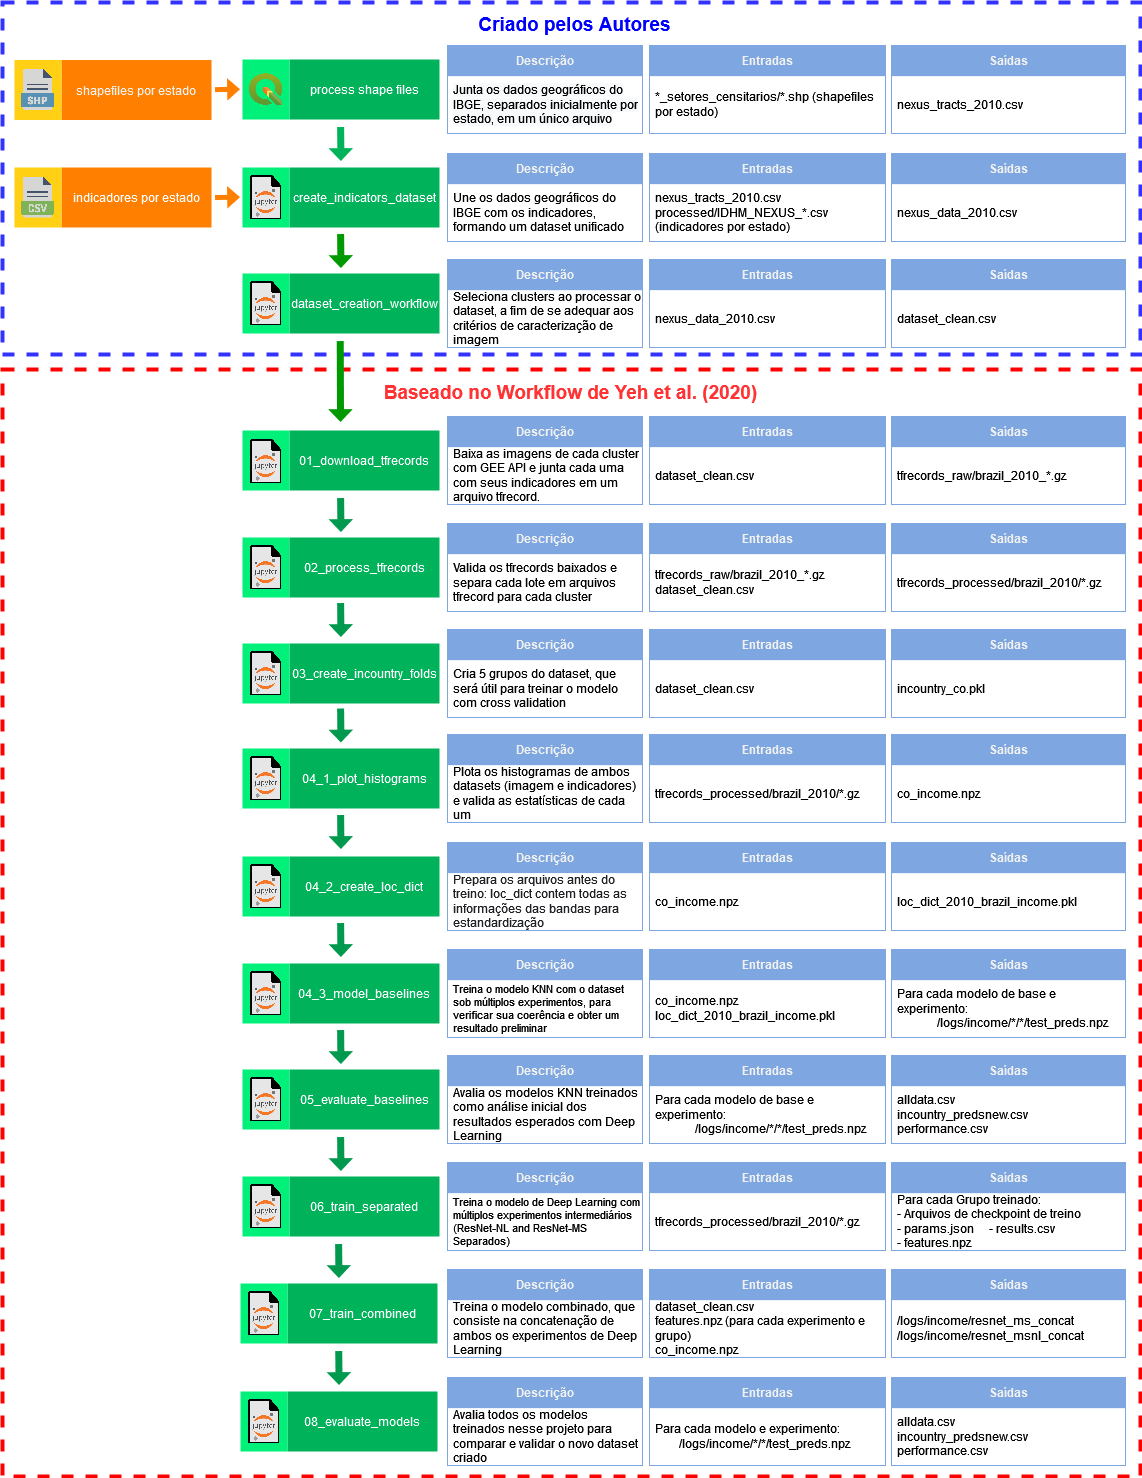 Criado pelos Autores
SHP
shapefiles por estado
process shape files
Descrição
Junta os dados geográficos do
IBGE, separados inicialmente por
estado, em um único arquivo
Entradas
*_setores_censitarios/*.shp (shapefiles
por estado)
Saídas
nexus_tracts_2010.csv
CSV
indicadores por estado
jupyter
create_indicators_dataset
Descrição
Une os dados geográficos do
IBGE com os indicadores,
formando um dataset unificado
Entradas
nexus_tracts_2010.csv
processed/IDHM_NEXUS_*.csv
(indicadores por estado)
Saídas
nexus_data_2010.csv
jupyter
dataset_creation_workflow
Descrição
Seleciona clusters ao processar o
dataset, a fim de se adequar aos
critérios de caracterização de
imagem
Entradas
nexus_data_2010.csv
Saídas
dataset_clean.csv
Baseado no Workflow de Yeh et al. (2020)
jupyter
01_download_tfrecords
Descrição
Baixa as imagens de cada cluster
com GEE API e junta cada uma
com seus indicadores em um
arquivo tfrecord.
Entradas
dataset_clean.csv
Saídas
tfrecords_raw/brazil_2010_*.gz
jupyter
02_process_tfrecords
Descrição
Valida os tfrecords baixados e
separa cada lote em arquivos
tfrecord para cada cluster
Entradas
tfrecords_raw/brazil_2010_*.gz
dataset_clean.csv
Saídas
tfrecords_processed/brazil_2010/*.gz
jupyter
03_create_incountry_folds
Descrição
Cria 5 grupos do dataset, que
será útil para treinar o modelo
com cross validation
Entradas
dataset_clean.csv
Saídas
incountry_co.pkl
jupyter
04_1_plot_histograms
Descrição
Plota os histogramas de ambos
datasets (imagem e indicadores)
e valida as estatísticas de cada
um
Entradas
tfrecords_processed/brazil_2010/*.gz
Saídas
co_income.npz
jupyter
04_2_create_loc_dict
Descrição
Prepara os arquivos antes do
treino: loc_dict contem todas as
informações das bandas para
estandardização
Entradas
co_income.npz
Saídas
loc_dict_2010_brazil_income.pkl
jupyter
04_3_model_baselines
Descrição
Treina o modelo KNN com o dataset
sob múltiplos experimentos, para
verificar sua coerência e obter um
resultado preliminar
Entradas
co_income.npz
loc_dict_2010_brazil_income.pkl
Saídas
Para cada modelo de base e
experimento:
/logs/income/*/*/test_preds.npz
jupyter
05_evaluate_baselines
Descrição
Avalia os modelos KNN treinados
como análise inicial dos
resultados esperados com Deep
Learning
Entradas
Para cada modelo de base e
experimento:
/logs/income/*/*/test_preds.npz
Saídas
alldata.csv
incountry_predsnew.csv
performance.csv
jupyter
06_train_separated
Descrição
Treina o modelo de Deep Learning com
múltiplos experimentos intermediários
(ResNet-NL and ResNet-MS
Separados)
Entradas
tfrecords_processed/brazil_2010/*.gz
Saídas
Para cada Grupo treinado:
- Arquivos de checkpoint de treino
- params.json - results.csv
- features.npz
jupyter
07_train_combined
Descrição
Treina o modelo combinado, que
consiste na concatenação de
ambos os experimentos de Deep
Learning
Entradas
dataset_clean.csv
features.npz (para cada experimento e
grupo)
co_income.npz
Saídas
/logs/income/resnet_ms_concat
/logs/income/resnet_msnl_concat
jupyter
08_evaluate_models
Descrição
Avalia todos os modelos
treinados nesse projeto para
comparar e validar o novo dataset
criado
Entradas
Para cada modelo e experimento:
/logs/income/*/*/test_preds.npz
Saídas
alldata.csv
incountry_predsnew.csv
performance.csv